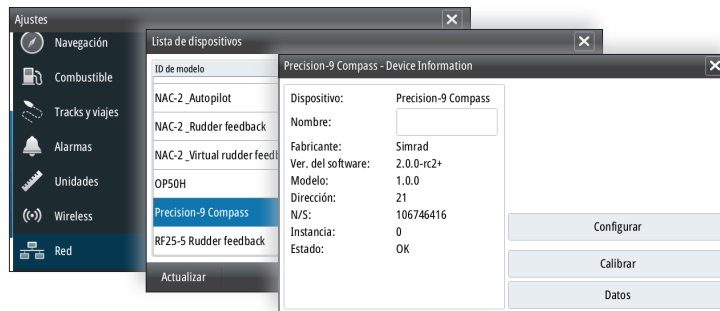 Ajustes
Navegación
Combustible
Tracks y viajes
Alarmas
Unidades
Wireless
Red
Lista de dispositivos
ID de modelo
NAC-2 _Autopilot
NAC-2 _Rudder feedback
NAC-2 _Virtual rudder feedb
OP50H
Precision-9 Compass
RF25-5 Rudder feedback
Actualizar
Precision-9 Compass - Device Information
Dispositivo: Precision-9 Compass
Nombre:
Fabricante: Simrad
Ver. del software: 2.0.0-rc2+
Modelo: 1.0.0
Dirección: 21
N/S: 106746416
Instancia: 0
Estado: OK
Configurar
Calibrar
Datos